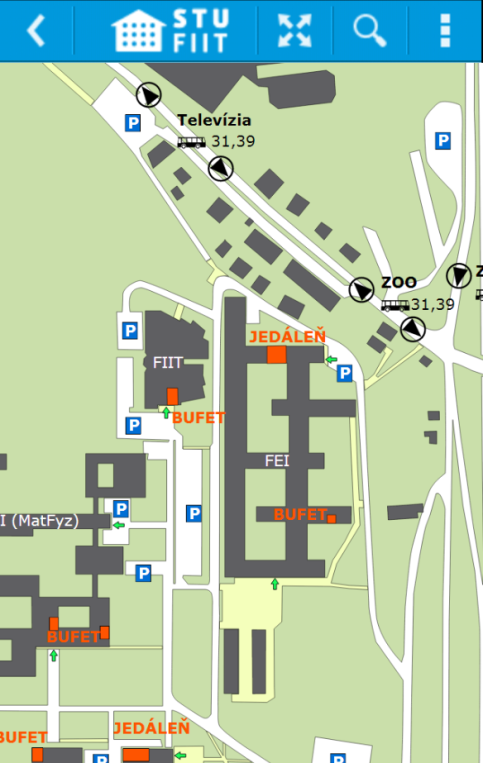 STU
FIIT
Televízia
P
31,39
P
ZOO
31,39
P
JEDÁLEŇ
FIIT
P
BUFET
P
FEI
P
P
BUFET
I (MatFyz)
P
BUFET
JEDÁLEŇ
BUFET
P
P